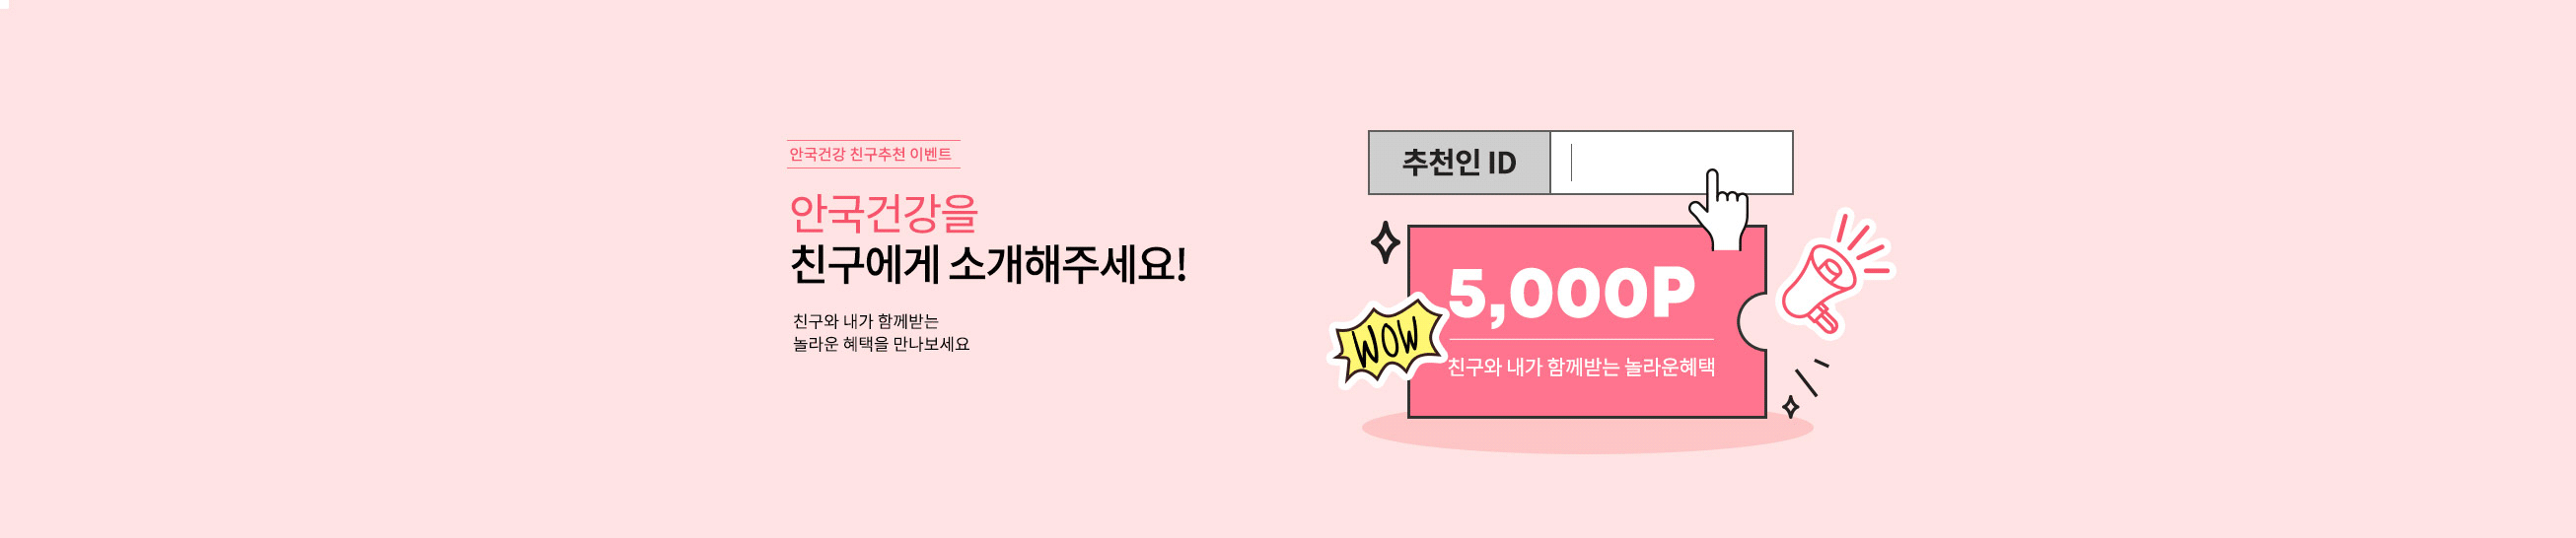 안국건강 친구추천 이벤트
안국건강을
친구에게 소개해주세요!
친구와 내가 함께받는
놀라운 혜택을 만나보세요
추천인 ID
5,000P
WOW
친구와 내가 함께받는 놀라운혜택